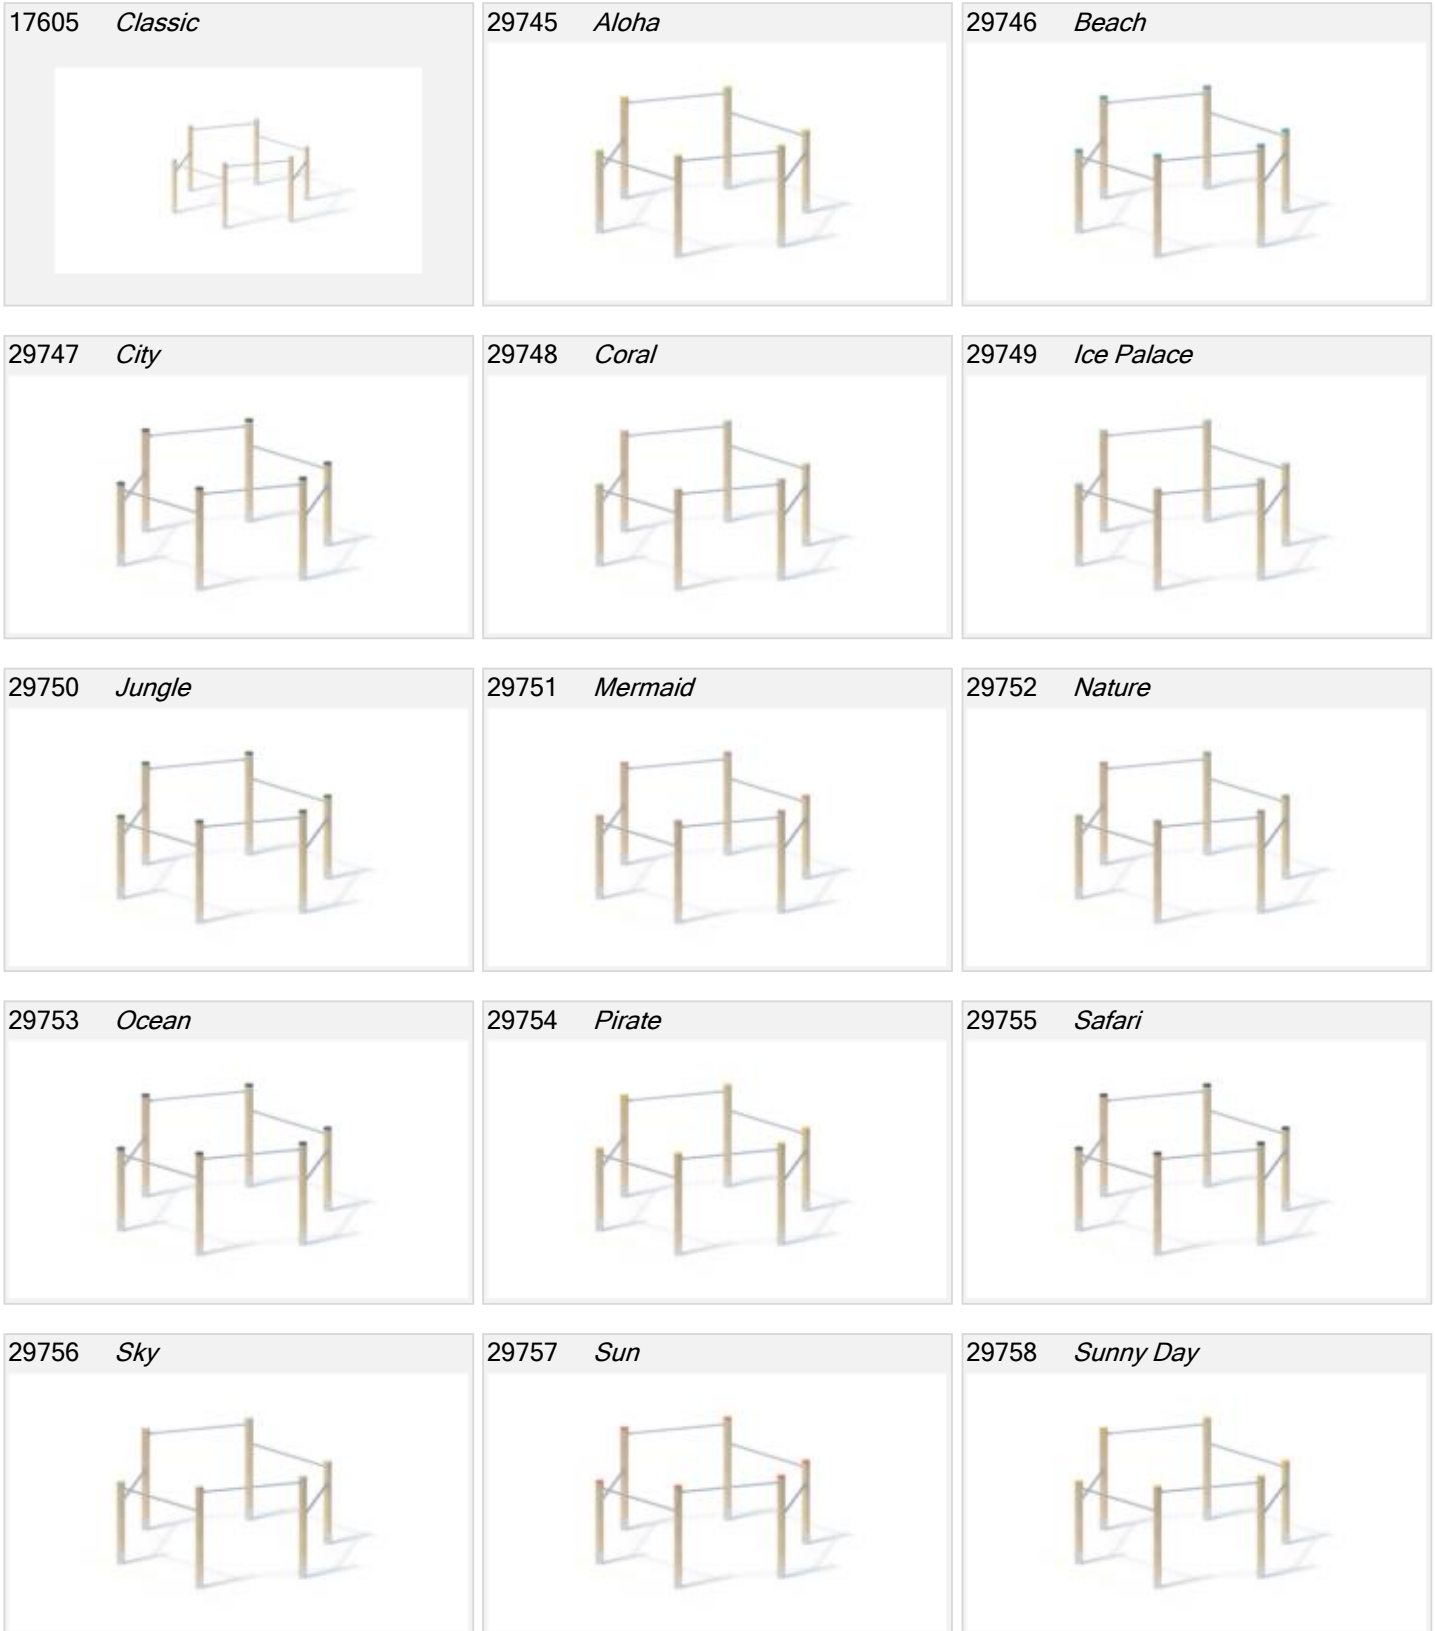 17605 Classic
29745 Aloha
29746 Beach
29747 City
29748 Coral
29749 Ice Palace
29750 Jungle
29751 Mermaid
29752 Nature
29753 Ocean
29754 Pirate
29755 Safari
29756 Sky
29757 Sun
29758 Sunny Day